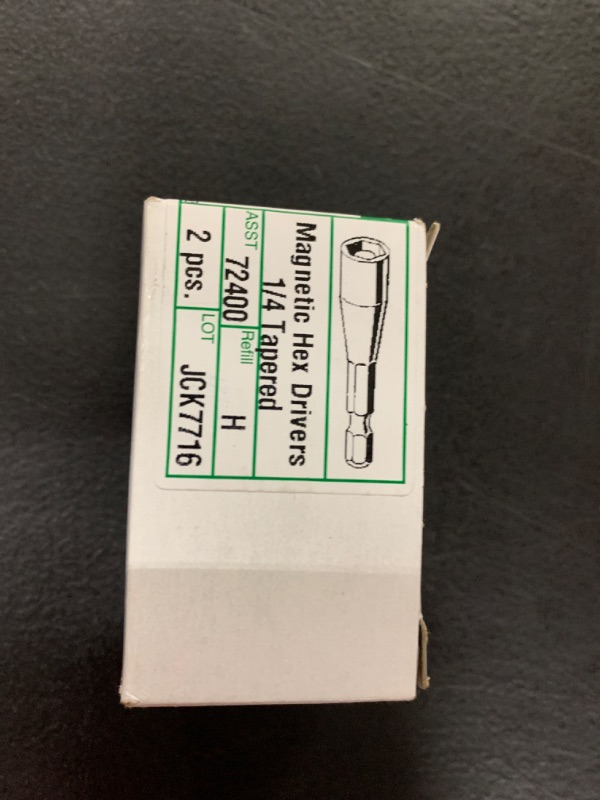 Magnetic Hex Drivers
1/4 Tapered
ASST 72400 Refill H
2 pcs. LOT JCK7716